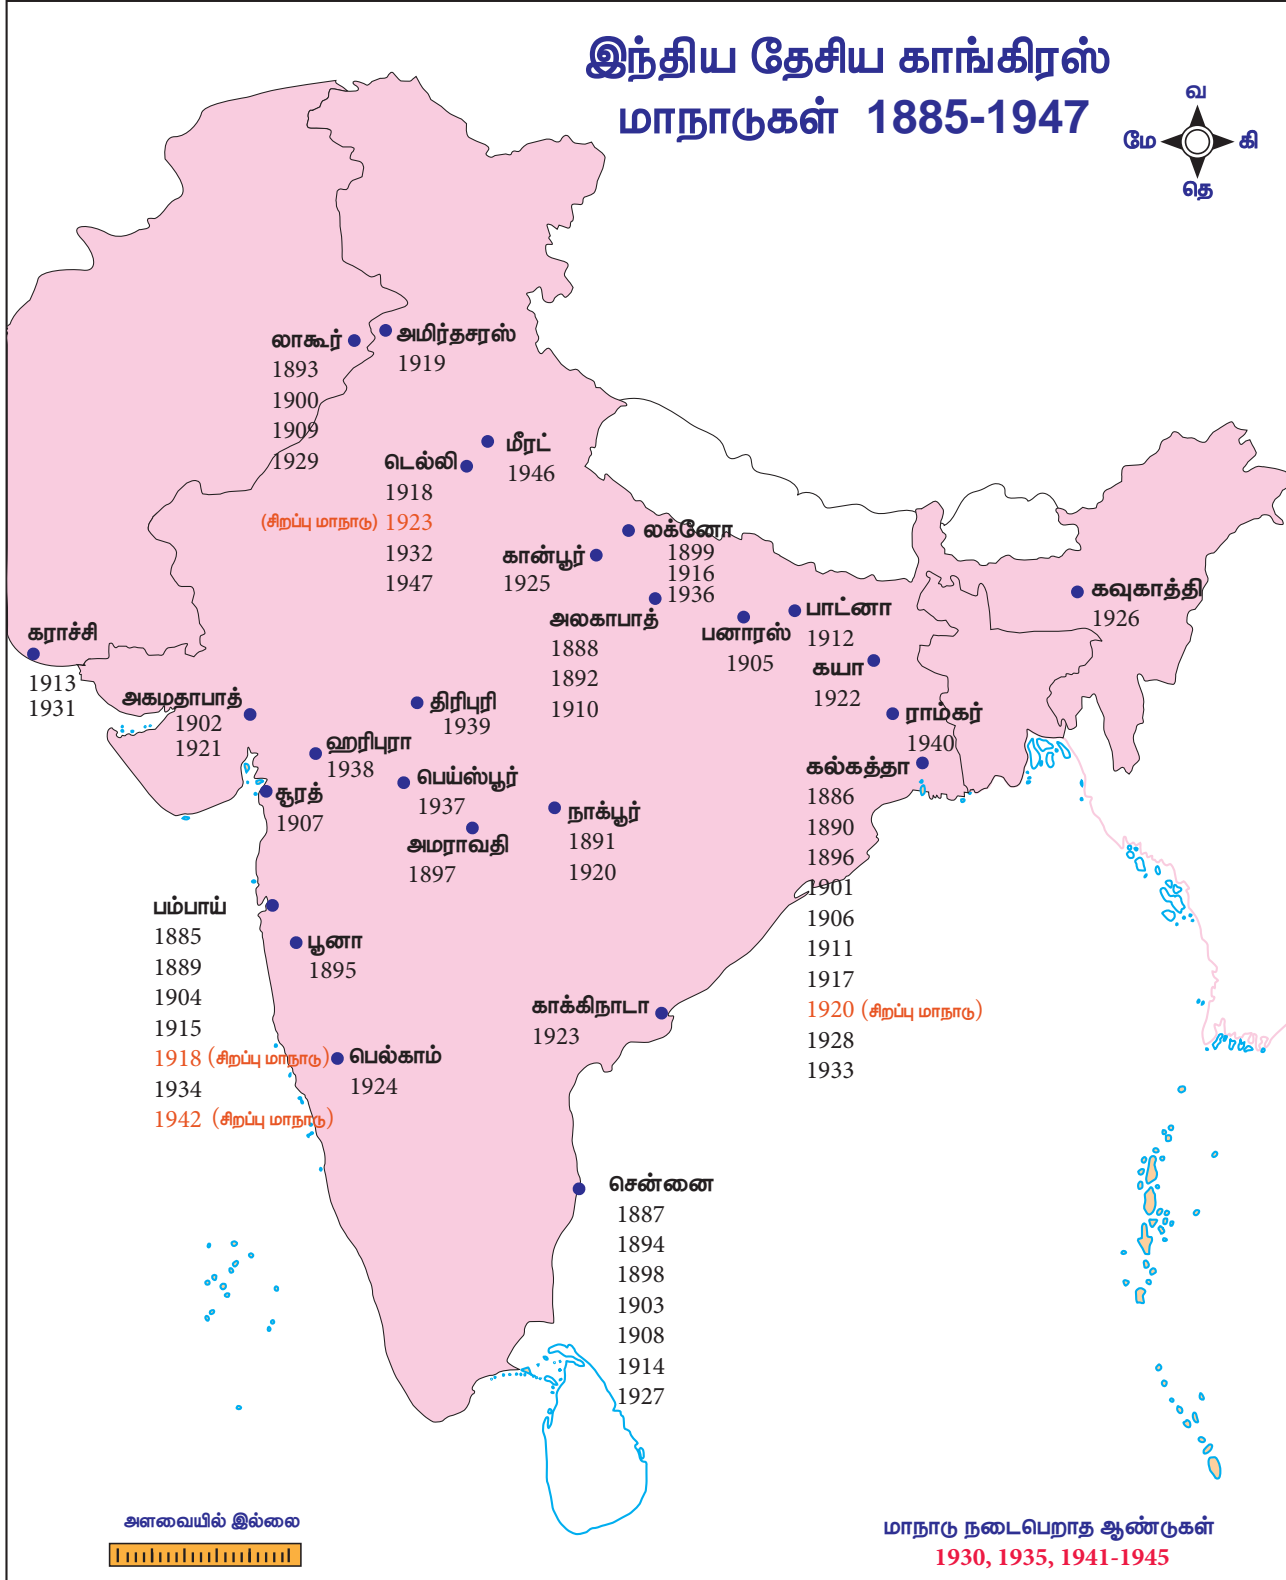 இந்திய தேசிய காங்கிரஸ்
மாநாடுகள் 1885-1947
வ
மே
கி
தெ
லாகூர்
1893
1900
1909
1929
அமிர்தசரஸ்
1919
மீரட்
1946
டெல்லி
1918
(சிறப்பு மாநாடு) 1923
1932
1947
லக்னோ
1899
1916
1936
கான்பூர்
1925
அலகாபாத்
1888
1892
1910
பனாரஸ்
1905
பாட்னா
1912
கவுகாத்தி
1926
கராச்சி
1913
1931
கயா
1922
அகமதாபாத்
1902
1921
திரிபுரி
1939
ராம்கர்
1940
ஹரிபுரா
1938
பெய்ஸ்பூர்
1937
சூரத்
1907
நாக்பூர்
1891
1920
அமராவதி
1897
கல்கத்தா
1886
1890
1896
1901
1906
1911
1917
1920 (சிறப்பு மாநாடு)
1928
1933
பம்பாய்
1885
1889
1904
1915
1918 (சிறப்பு மாநாடு)
1934
1942 (சிறப்பு மாநாடு)
பூனா
1895
காக்கிநாடா
1923
பெல்காம்
1924
சென்னை
1887
1894
1898
1903
1908
1914
1927
அளவையில் இல்லை
மாநாடு நடைபெறாத ஆண்டுகள்
1930, 1935, 1941-1945